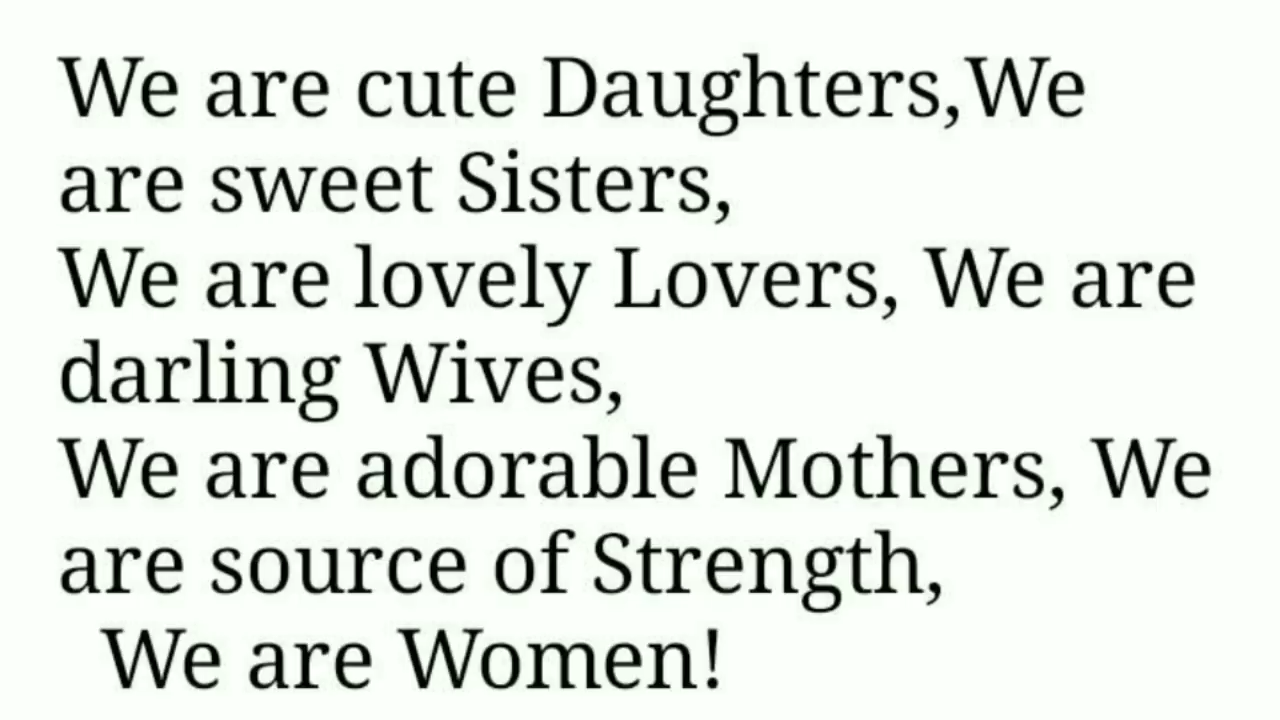 We are cute Daughters,We
are sweet Sisters,
We are lovely Lovers, We are
darling Wives,
We are adorable Mothers, We
are source of Strength,
We are Women!